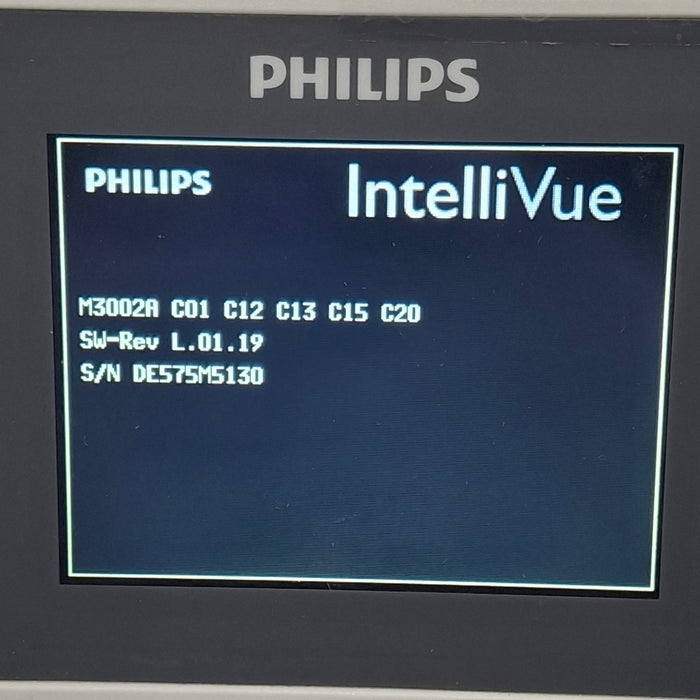 PHILIPS
PHILIPS IntelliVue
M3002A C01 C12 C13 C15 C20
SW-Rev L.01.19
S/N DE575M5130